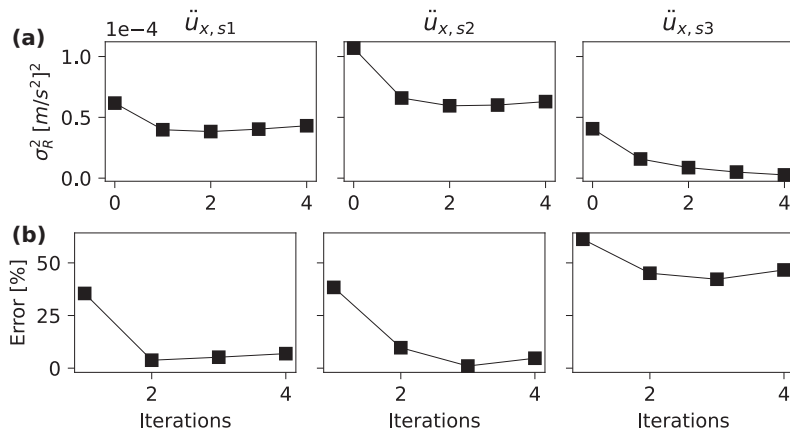 (a)
1e−4
ü_{x, s1}
ü_{x, s2}
ü_{x, s3}
σ_R^2 [m/s^2]^2
1.0
0.5
0.0
0 2 4
0 2 4
0 2 4
(b)
Error [%]
50
25
0
2 4
2 4
2 4
Iterations
Iterations
Iterations